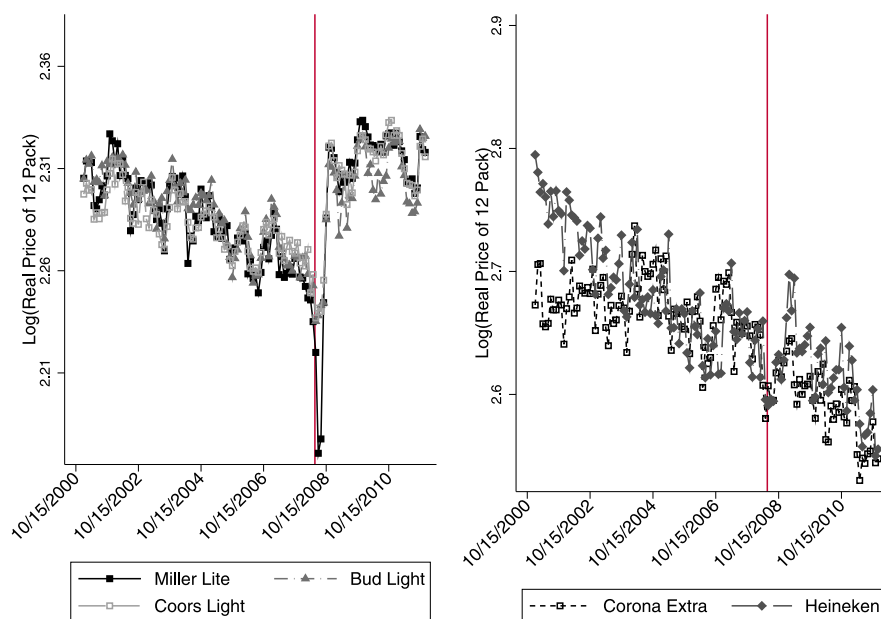 Log(Real Price of 12 Pack)
2.36
2.31
2.26
2.21
10/15/2000
10/15/2002
10/15/2004
10/15/2006
10/15/2008
10/15/2010
Miller Lite
Bud Light
Coors Light
Log(Real Price of 12 Pack)
2.9
2.8
2.7
2.6
10/15/2000
10/15/2002
10/15/2004
10/15/2006
10/15/2008
10/15/2010
Corona Extra
Heineken